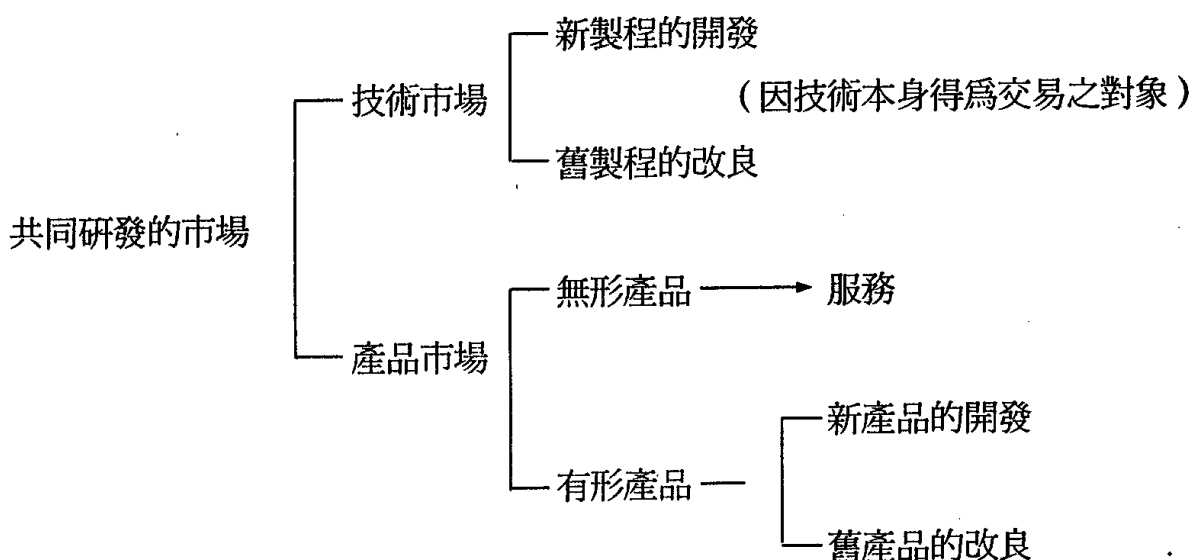 新製程的開發
技術市場
(因技術本身得爲交易之對象)
舊製程的改良
共同研發的市場
無形產品
服務
產品市場
新產品的開發
有形產品
舊產品的改良